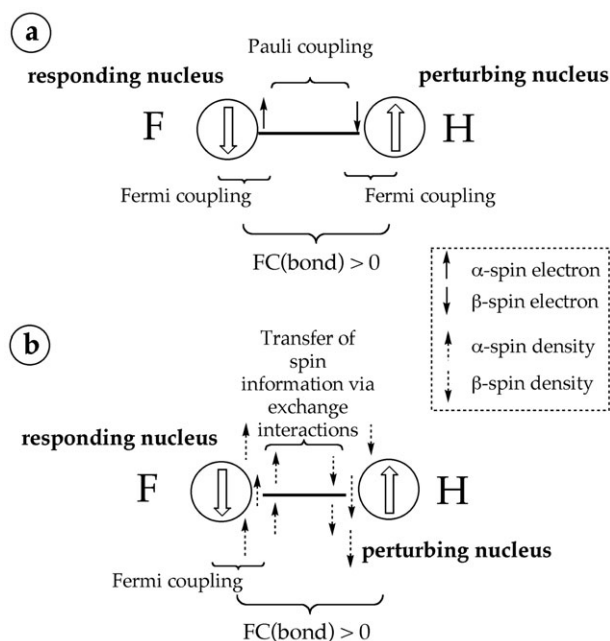 a
Pauli coupling
responding nucleus
perturbing nucleus
F
H
Fermi coupling
Fermi coupling
FC(bond) > 0
α-spin electron
β-spin electron
α-spin density
β-spin density
b
Transfer of
spin
information via
exchange
interactions
responding nucleus
F
H
perturbing nucleus
Fermi coupling
FC(bond) > 0